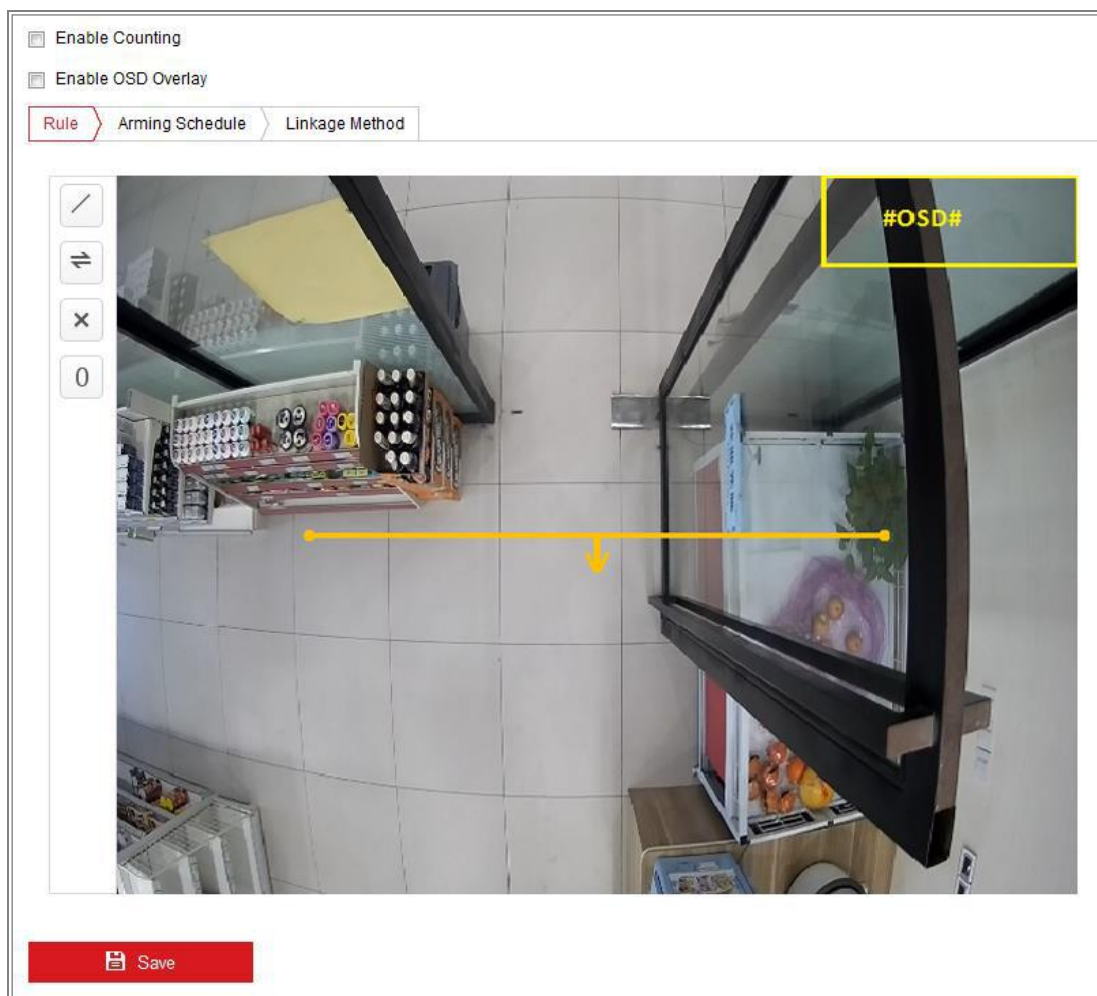 Enable Counting
Enable OSD Overlay
Rule
Arming Schedule
Linkage Method
#OSD#
0
Save